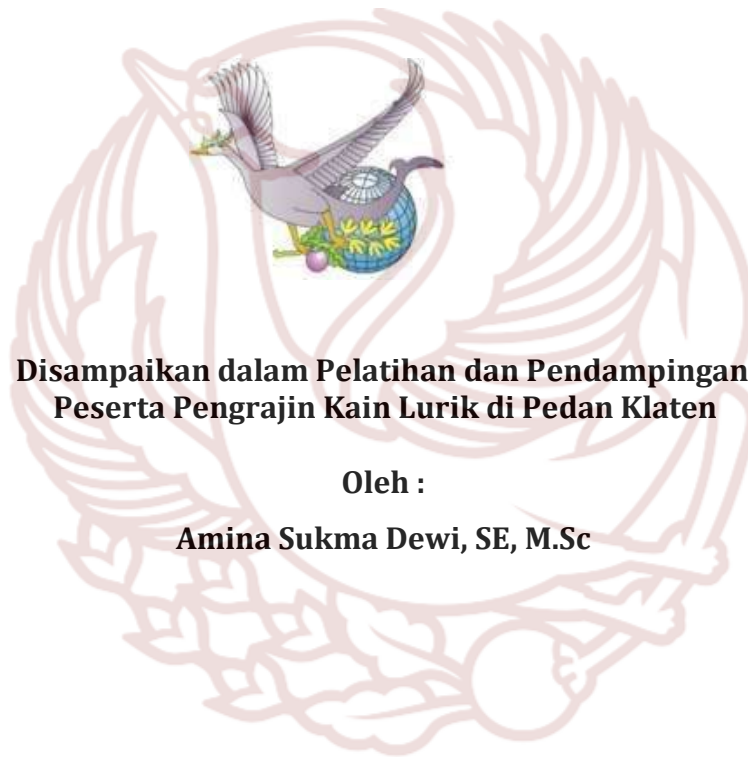 Disampaikan dalam Pelatihan dan Pendampingan
Peserta Pengrajin Kain Lurik di Pedan Klaten
Oleh :
Amina Sukma Dewi, SE, M.Sc